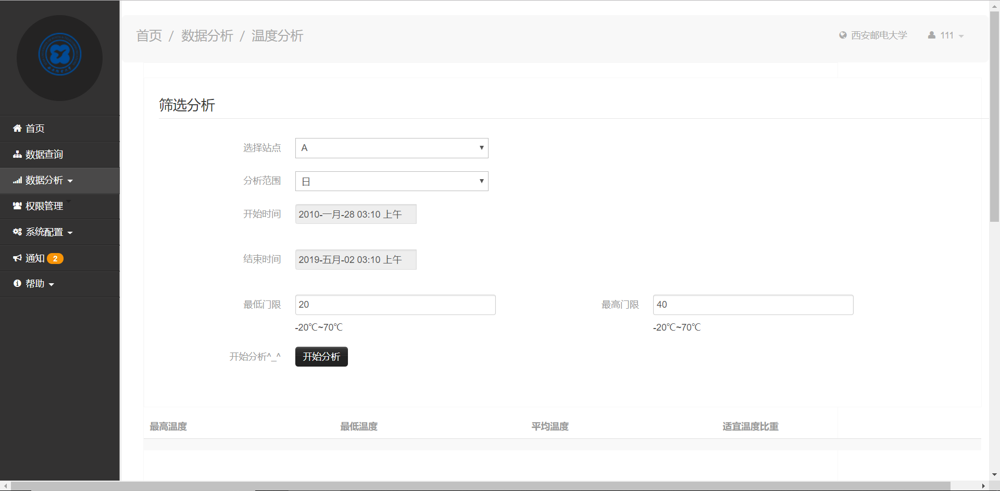 首页 / 数据分析 / 温度分析
西安邮电大学
111
首页
数据查询
数据分析
权限管理
系统配置
通知 2
帮助
筛选分析
选择站点 A
分析范围 日
开始时间 2010-一月-28 03:10 上午
结束时间 2019-五月-02 03:10 上午
最低门限 20
-20℃~70℃
最高门限 40
-20℃~70℃
开始分析^_^ 开始分析
最高温度 最低温度 平均温度 适宜温度比重